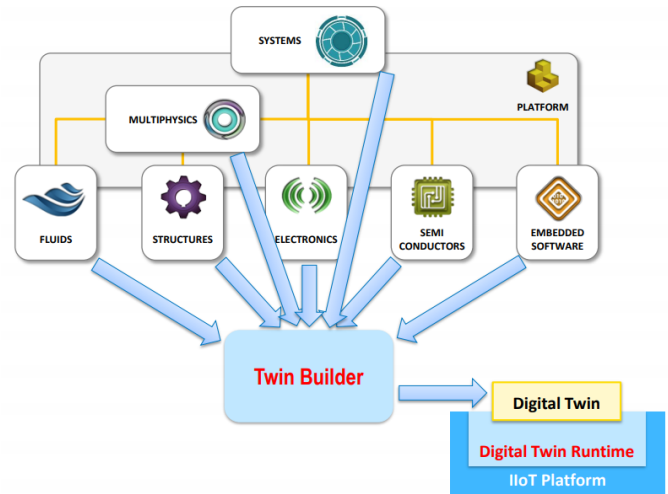 SYSTEMS
PLATFORM
MULTIPHYSICS
FLUIDS
STRUCTURES
ELECTRONICS
SEMI
CONDUCTORS
EMBEDDED
SOFTWARE
Twin Builder
Digital Twin
Digital Twin Runtime
IIoT Platform